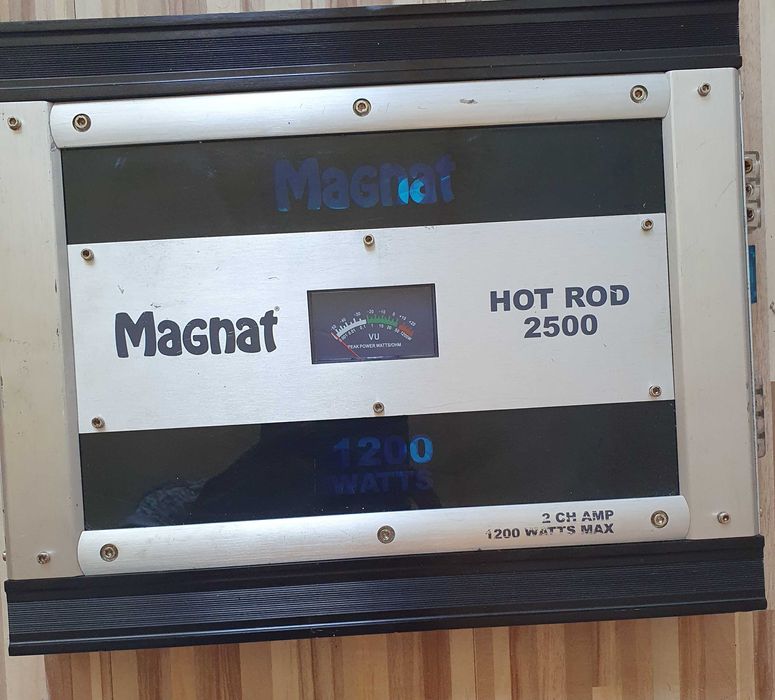 Magnat
Magnat®
HOT ROD
2500
VU
PEAK POWER WATTS/OHM
1200
WATTS
2 CH AMP
1200 WATTS MAX